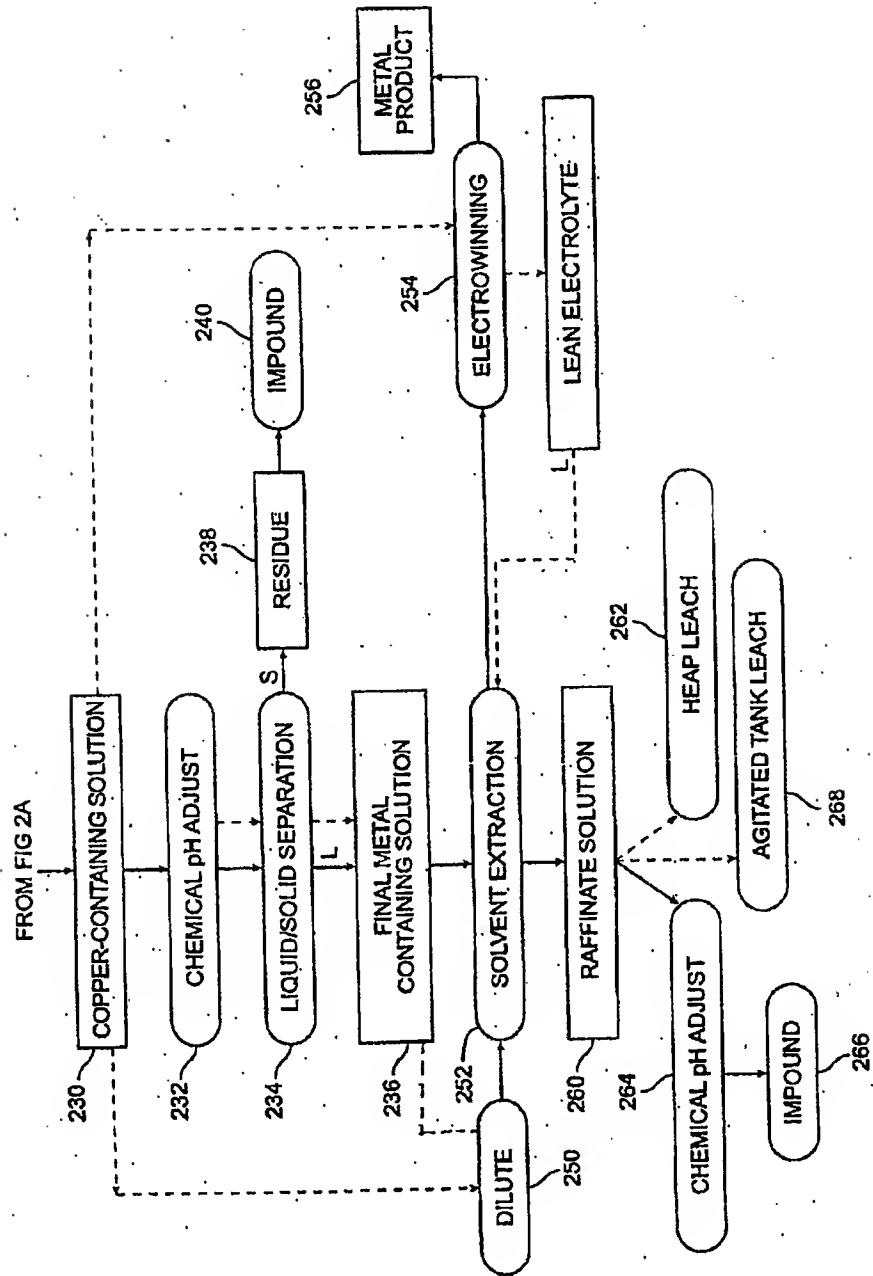 FROM FIG 2A
COPPER-CONTAINING SOLUTION
230
CHEMICAL pH ADJUST
232
LIQUID/SOLID SEPARATION
234
S
L
RESIDUE
238
IMPOUND
240
FINAL METAL
CONTAINING SOLUTION
236
DILUTE
250
SOLVENT EXTRACTION
252
ELECTROWINNING
254
METAL
PRODUCT
256
LEAN ELECTROLYTE
L
RAFFINATE SOLUTION
260
HEAP LEACH
262
AGITATED TANK LEACH
268
CHEMICAL pH ADJUST
264
IMPOUND
266